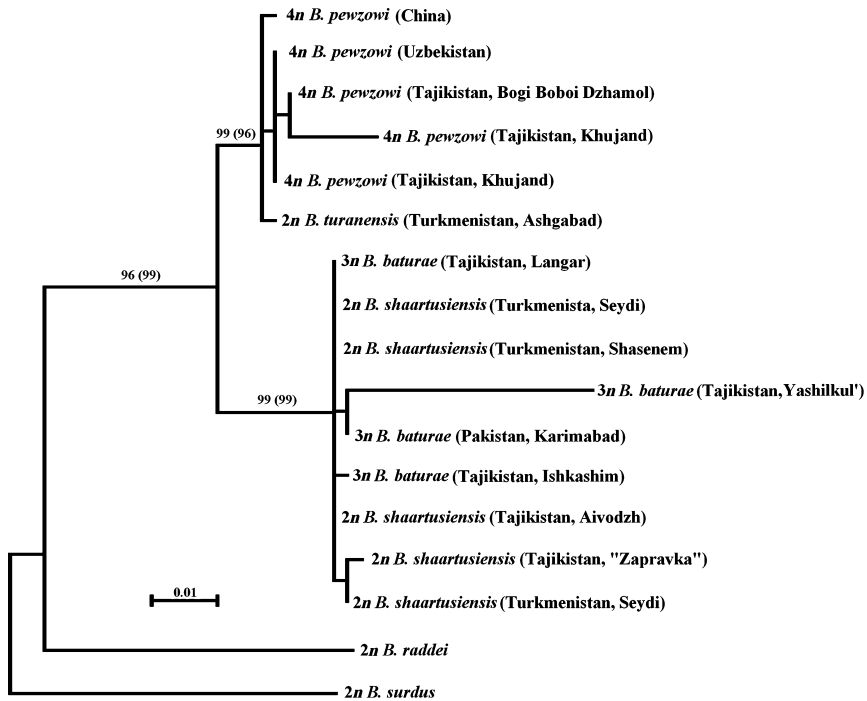 4n B. pewzowi (China)
4n B. pewzowi (Uzbekistan)
4n B. pewzowi (Tajikistan, Bogi Boboi Dzhamol)
99 (96)
4n B. pewzowi (Tajikistan, Khujand)
4n B. pewzowi (Tajikistan, Khujand)
2n B. turanensis (Turkmenistan, Ashgabad)
3n B. baturae (Tajikistan, Langar)
96 (99)
2n B. shaartusiensis (Turkmenista, Seydi)
2n B. shaartusiensis (Turkmenistan, Shasenem)
3n B. baturae (Tajikistan,Yashilkul')
99 (99)
3n B. baturae (Pakistan, Karimabad)
3n B. baturae (Tajikistan, Ishkashim)
2n B. shaartusiensis (Tajikistan, Aivodzh)
2n B. shaartusiensis (Tajikistan, "Zapravka")
0.01
2n B. shaartusiensis (Turkmenistan, Seydi)
2n B. raddei
2n B. surdus